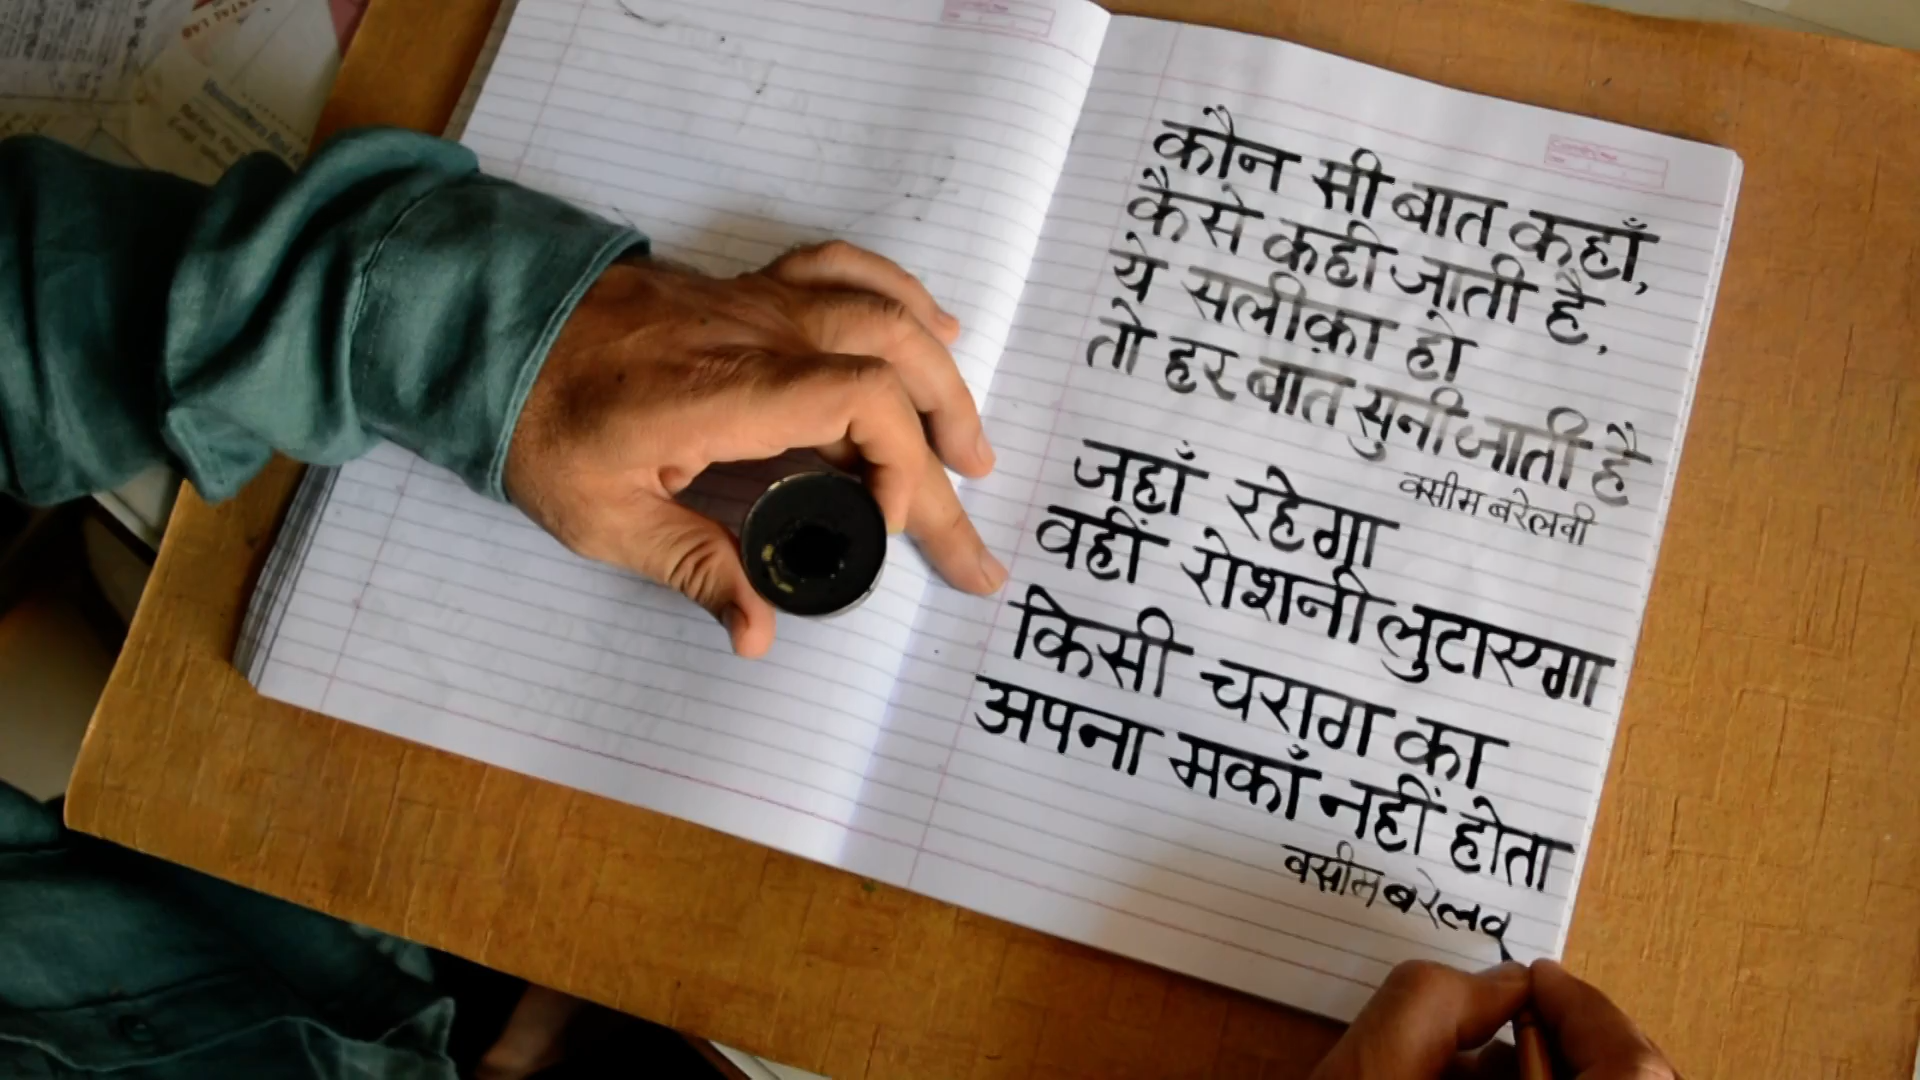 कौन सी बात कहाँ,
कैसे कही जाती है,
ये सलीक़ा हो
तो हर बात सुनी जाती है
वसीम बरेलवी
जहाँ रहेगा
वहीं रोशनी लुटाएगा
किसी चराग का
अपना मकाँ नहीं होता
वसीम बरेलव